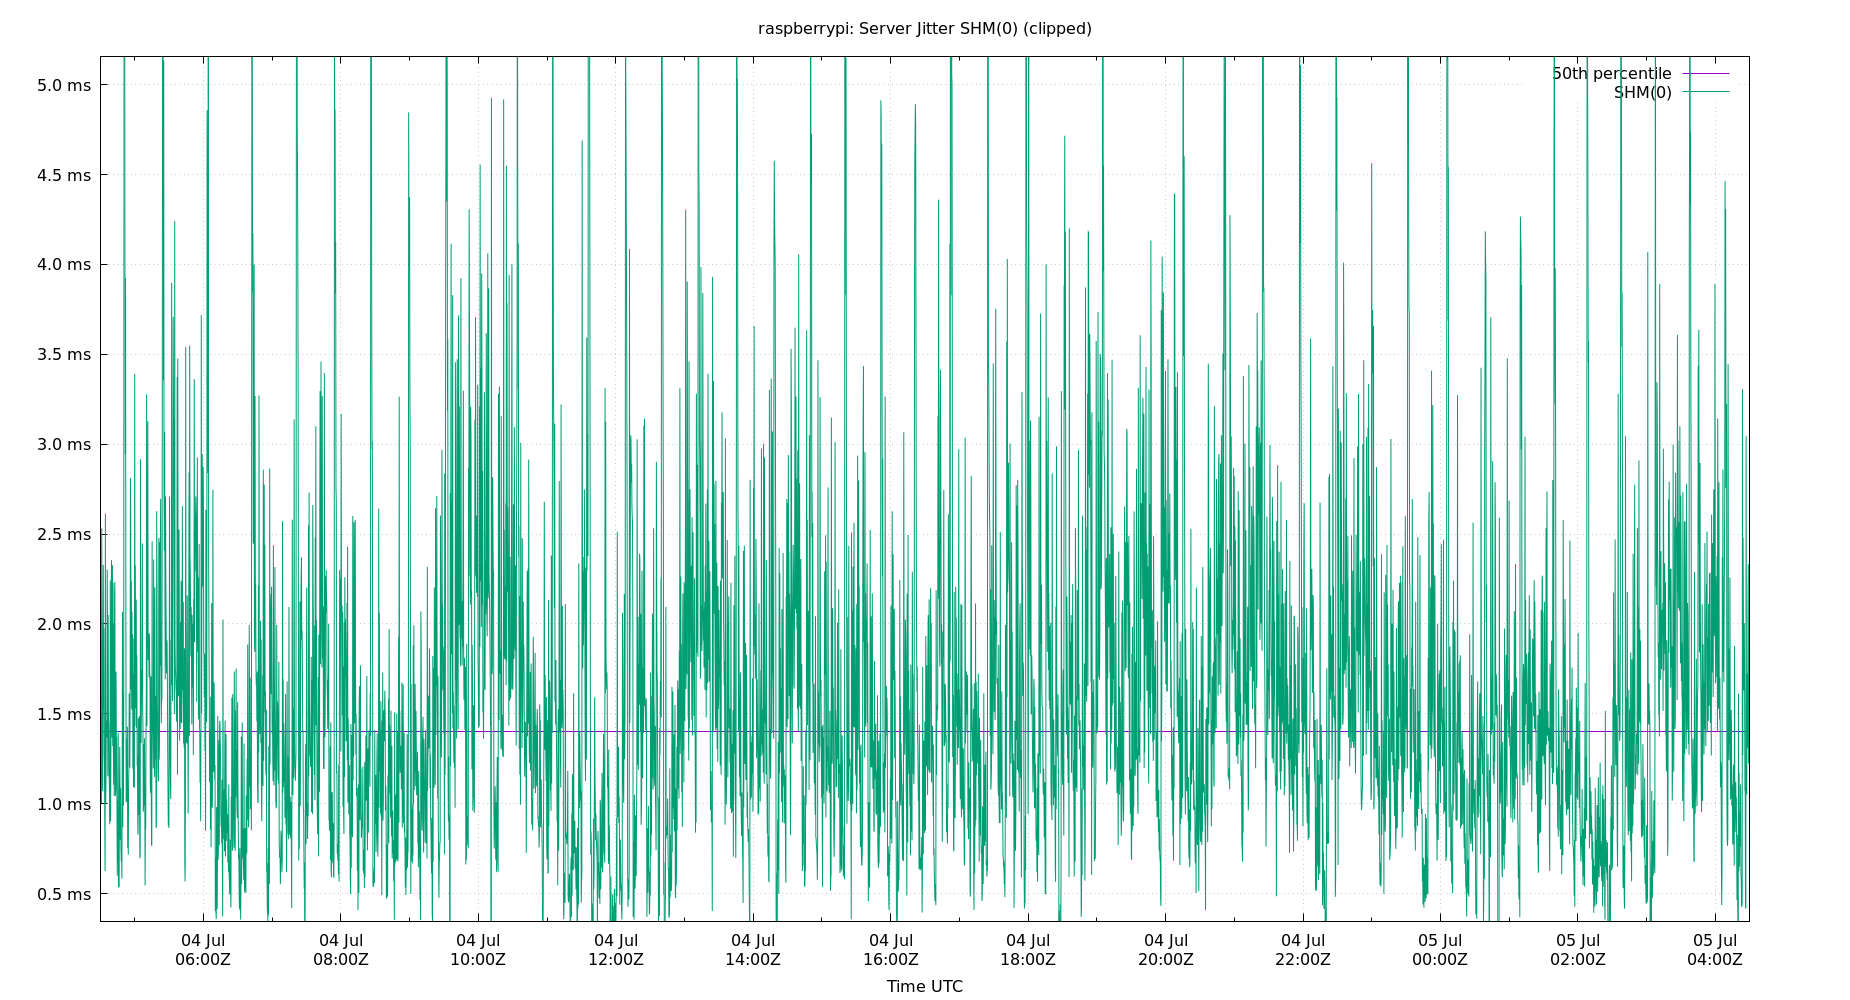 raspberrypi: Server Jitter SHM(0) (clipped)
50th percentile
SHM(0)
5.0 ms
4.5 ms
4.0 ms
3.5 ms
3.0 ms
2.5 ms
2.0 ms
1.5 ms
1.0 ms
0.5 ms
04 Jul 04 Jul 04 Jul 04 Jul 04 Jul 04 Jul 04 Jul 04 Jul 04 Jul 05 Jul 05 Jul 05 Jul
06:00Z 08:00Z 10:00Z 12:00Z 14:00Z 16:00Z 18:00Z 20:00Z 22:00Z 00:00Z 02:00Z 04:00Z
Time UTC